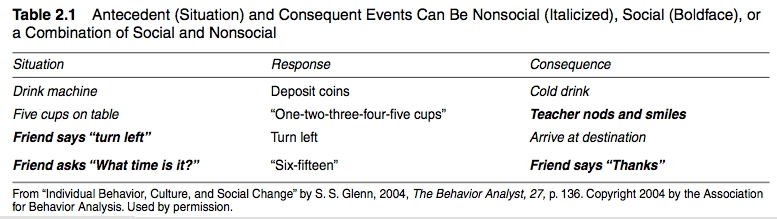 Table 2.1 Antecedent (Situation) and Consequent Events Can Be Nonsocial (Italicized), Social (Boldface), or
a Combination of Social and Nonsocial
Situation Response Consequence
Drink machine Deposit coins Cold drink
Five cups on table “One-two-three-four-five cups” Teacher nods and smiles
Friend says “turn left” Turn left Arrive at destination
Friend asks “What time is it?” “Six-fifteen” Friend says “Thanks”
From “Individual Behavior, Culture, and Social Change” by S. S. Glenn, 2004, The Behavior Analyst, 27, p. 136. Copyright 2004 by the Association
for Behavior Analysis. Used by permission.